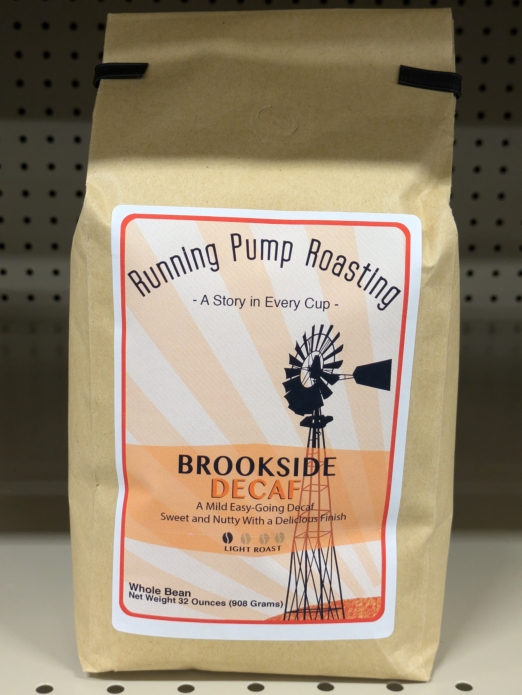 RunnIng Pump Roasting
- A Story in Every Cup -
BROOKSIDE
DECAF
A Mild Easy-Going Decaf
Sweet and Nutty With a Delicious Finish
LIGHT ROAST
Whole Bean
Net Weight 32 Ounces (908 Grams)